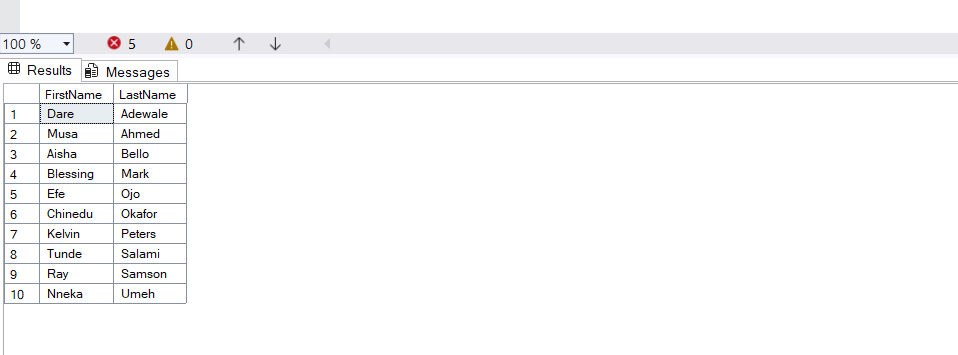 100 % 5 0
Results Messages
FirstName LastName
1 Dare Adewale
2 Musa Ahmed
3 Aisha Bello
4 Blessing Mark
5 Efe Ojo
6 Chinedu Okafor
7 Kelvin Peters
8 Tunde Salami
9 Ray Samson
10 Nneka Umeh